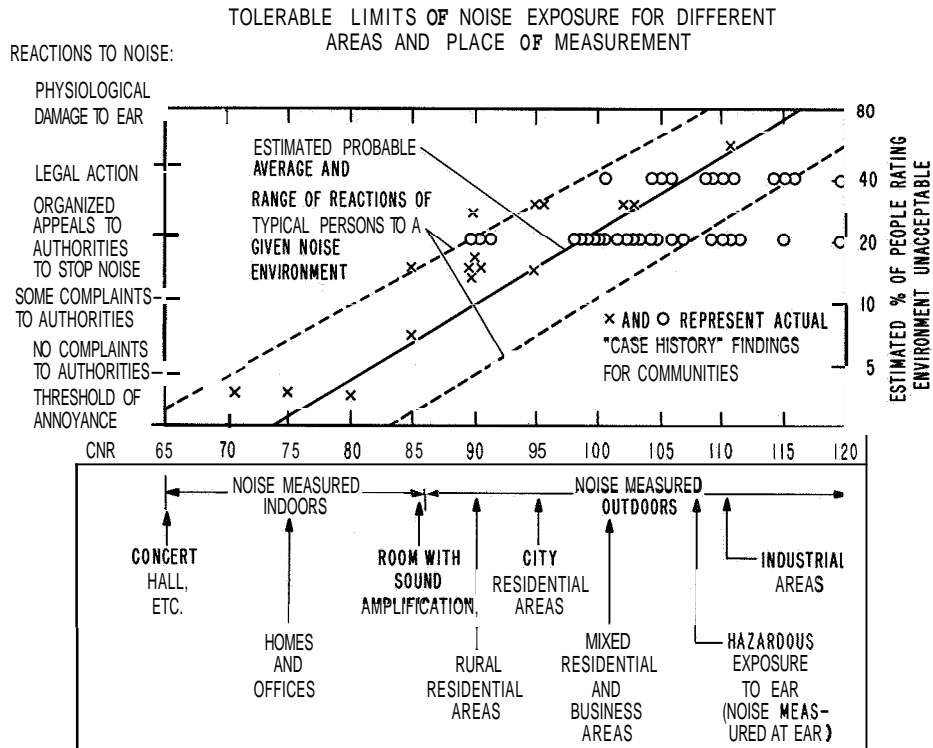 TOLERABLE LIMITS OF NOISE EXPOSURE FOR DIFFERENT
AREAS AND PLACE OF MEASUREMENT
REACTIONS TO NOISE:
PHYSIOLOGICAL
DAMAGE TO EAR
LEGAL ACTION
ORGANIZED
APPEALS TO
AUTHORITIES
TO STOP NOISE
SOME COMPLAINTS
TO AUTHORITIES
NO COMPLAINTS
TO AUTHORITIES
THRESHOLD OF
ANNOYANCE
ESTIMATED PROBABLE
AVERAGE AND
RANGE OF REACTIONS OF
TYPICAL PERSONS TO A
GIVEN NOISE
ENVIRONMENT
× AND O REPRESENT ACTUAL
"CASE HISTORY" FINDINGS
FOR COMMUNITIES
80
40
20
10
5
ESTIMATED % OF PEOPLE RATING
ENVIRONMENT UNACCEPTABLE
CNR 65 70 75 80 85 90 95 100 105 110 115 120
NOISE MEASURED
INDOORS
NOISE MEASURED
OUTDOORS
CONCERT
HALL,
ETC.
HOMES
AND
OFFICES
ROOM WITH
SOUND
AMPLIFICATION,
RURAL
RESIDENTIAL
AREAS
CITY
RESIDENTIAL
AREAS
MIXED
RESIDENTIAL
AND
BUSINESS
AREAS
HAZARDOUS
EXPOSURE
TO EAR
(NOISE MEAS-
URED AT EAR)
INDUSTRIAL
AREAS